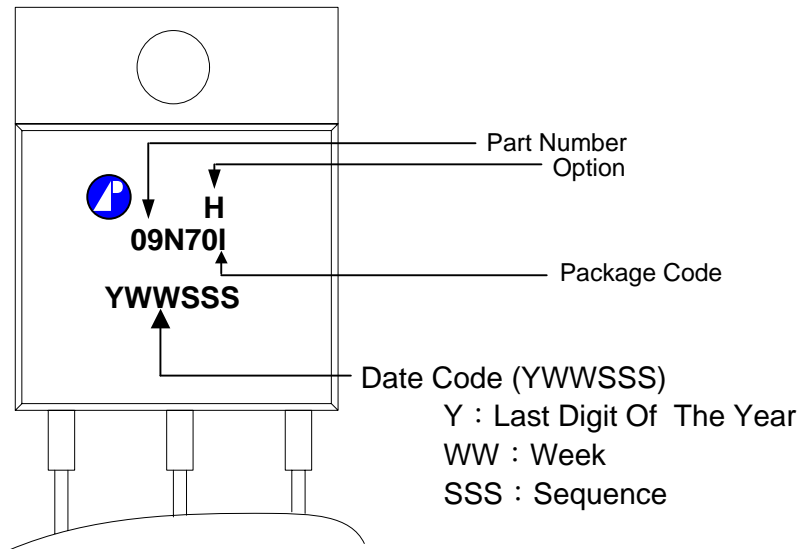 Part Number
Option
H
09N70I
Package Code
YWWSSS
Date Code (YWWSSS)
Y：Last Digit Of The Year
WW：Week
SSS：Sequence